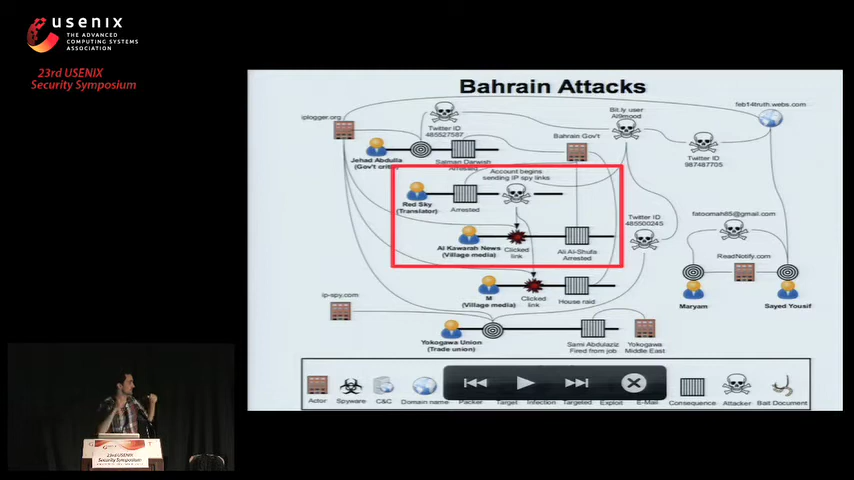 usenix
THE ADVANCED
COMPUTING SYSTEMS
ASSOCIATION
23rd USENIX
Security Symposium
Bahrain Attacks
iplogger.org
Twitter ID
485527587
Bit.ly user
Al9mood
feb14truth.webs.com
Bahrain Gov't
Twitter ID
987487705
Jehad Abdulla
(Gov't critic)
Salman Darwish
Arrested
Account begins
sending IP spy links
Red Sky
(Translator)
Arrested
Twitter ID
485500245
fatoomah85@gmail.com
Al Kawarah News
(Village media)
Clicked
link
Ali Al-Shufa
Arrested
ReadNotify.com
M
(Village media)
Clicked
link
House raid
Maryam
Sayed Yousif
ip-spy.com
Yokogawa Union
(Trade union)
Sami Abdulaziz
Fired from job
Yokogawa
Middle East
Actor
Spyware
C&C
Domain name
Packer
Target
Infection
Targeted
Exploit
E-Mail
Consequence
Attacker
Bait Document
23rd USENIX
Security Symposium